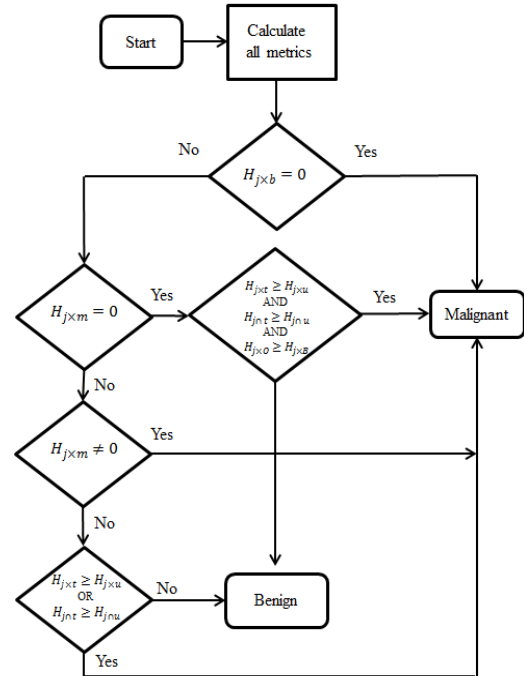 Start
Calculate
all metrics
No
Yes
H_{j×b} = 0
H_{j×m} = 0
Yes
H_{j×t} ≥ H_{j×u}
AND
H_{j∩t} ≥ H_{j∩u}
AND
H_{j×O} ≥ H_{j×B}
Yes
Malignant
No
H_{j×m} ≠ 0
Yes
No
H_{j×t} ≥ H_{j×u}
OR
H_{j∩t} ≥ H_{j∩u}
No
Benign
Yes